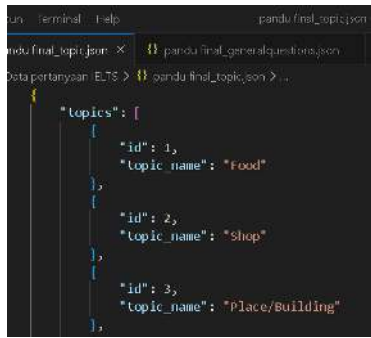 Terminal Help pandu final_topic.json
pandu final_topic.json × {} pandu final_generalquestions.json
Data pertanyaan IELTS > {} pandu final_topic.json > ...
{
"topics": [
{
"id": 1,
"topic_name": "Food"
},
{
"id": 2,
"topic_name": "Shop"
},
{
"id": 3,
"topic_name": "Place/Building"
},